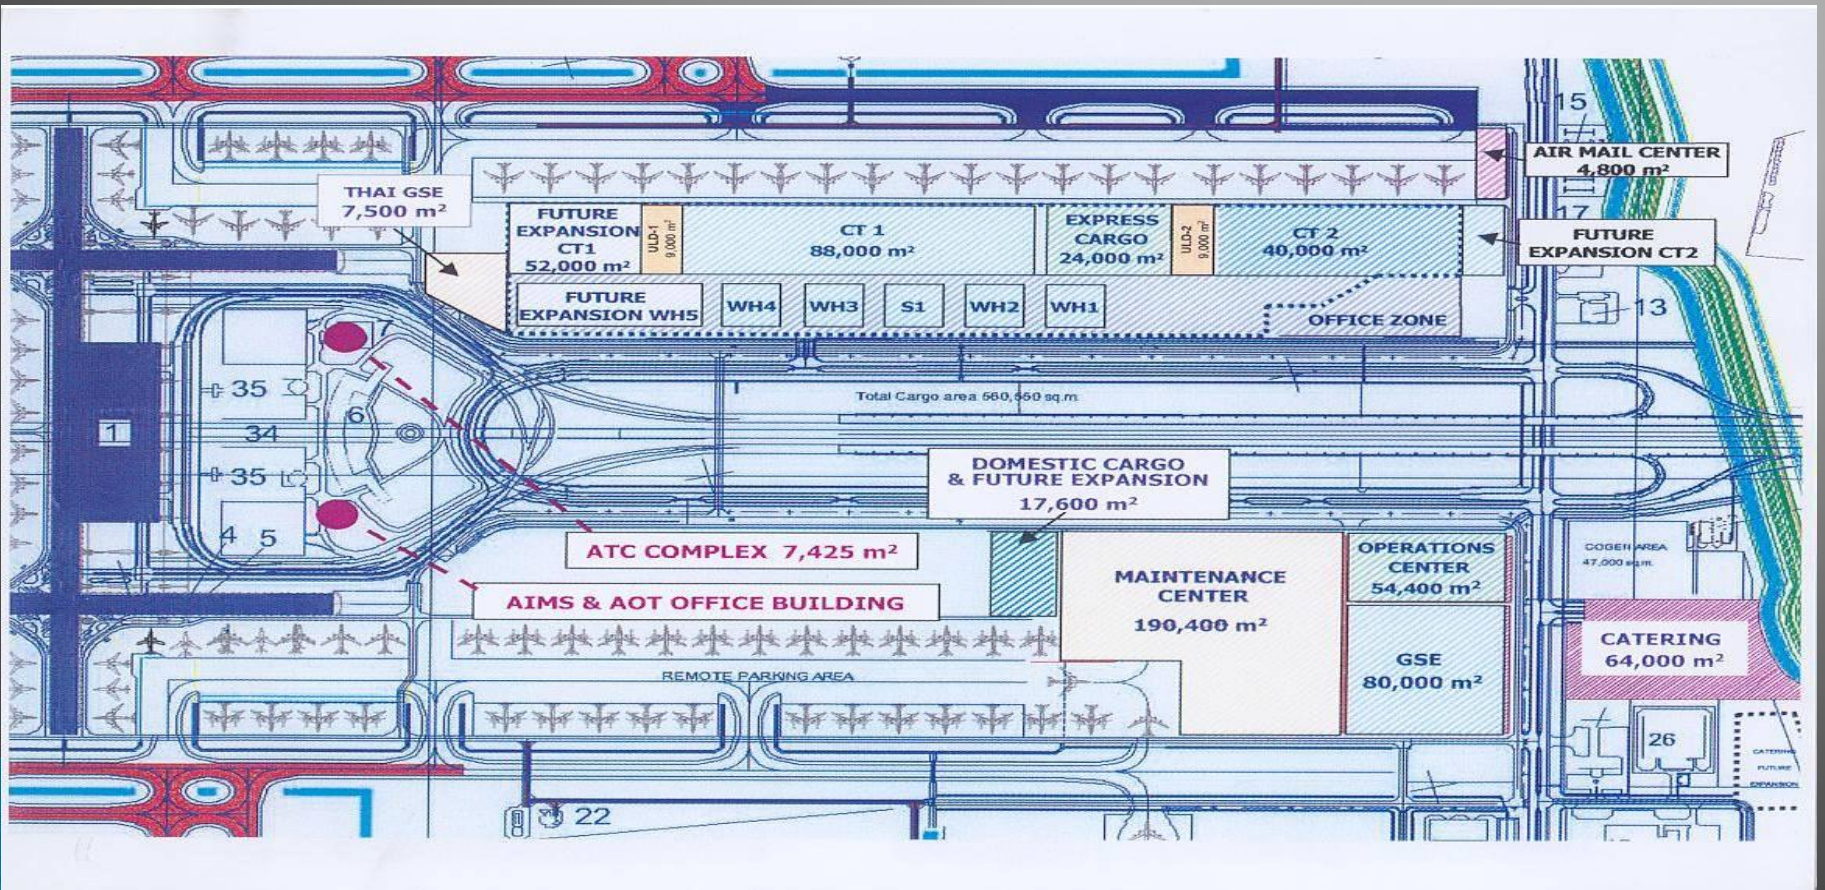 15
AIR MAIL CENTER
4,800 m²
THAI GSE
7,500 m²
17
FUTURE
EXPANSION
CT1
52,000 m²
ULD-1
9,000 m²
CT 1
88,000 m²
EXPRESS
CARGO
24,000 m²
ULD-2
9,000 m²
CT 2
40,000 m²
FUTURE
EXPANSION CT2
FUTURE
EXPANSION WH5
WH4
WH3
S1
WH2
WH1
OFFICE ZONE
13
7
35
6
1
34
35
4
5
Total Cargo area 560,550 sq.m
DOMESTIC CARGO
& FUTURE EXPANSION
17,600 m²
ATC COMPLEX 7,425 m²
AIMS & AOT OFFICE BUILDING
MAINTENANCE
CENTER
190,400 m²
OPERATIONS
CENTER
54,400 m²
COGEN AREA
47,000 sq.m.
GSE
80,000 m²
CATERING
64,000 m²
REMOTE PARKING AREA
26
CATERING
FUTURE
EXPANSION
22